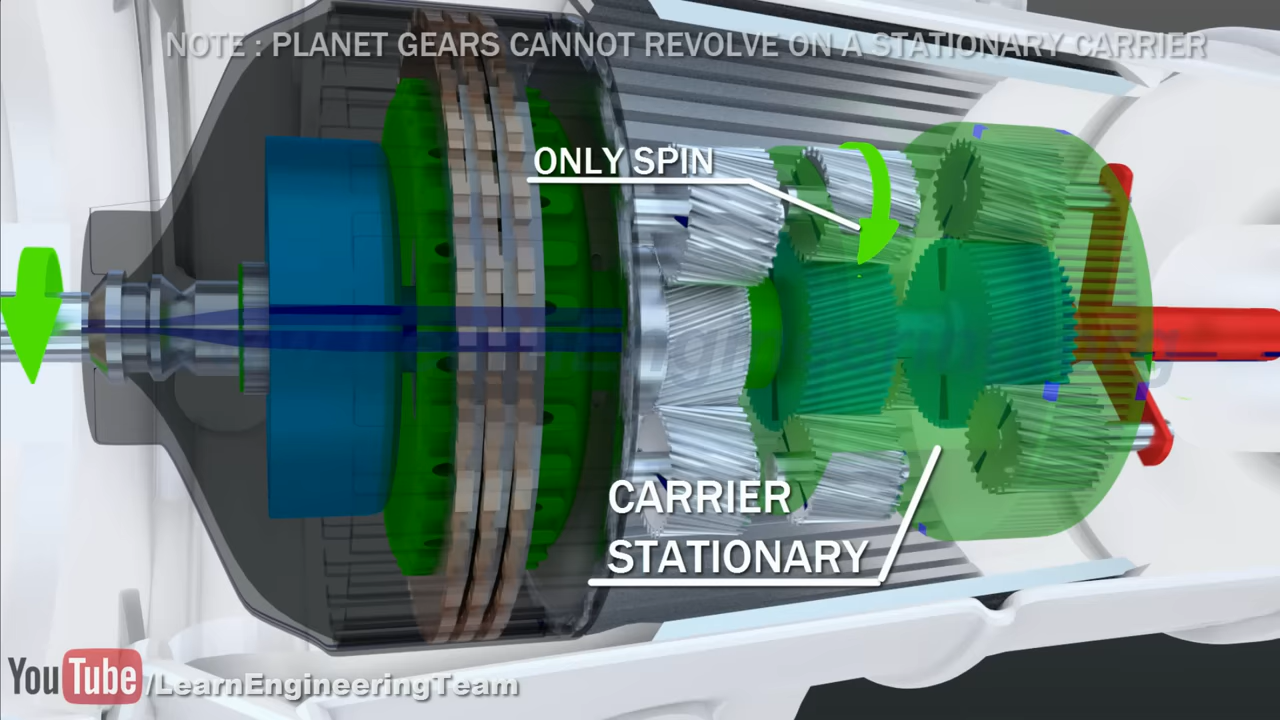 NOTE : PLANET GEARS CANNOT REVOLVE ON A STATIONARY CARRIER
ONLY SPIN
CARRIER
STATIONARY
YouTube/LearnEngineeringTeam